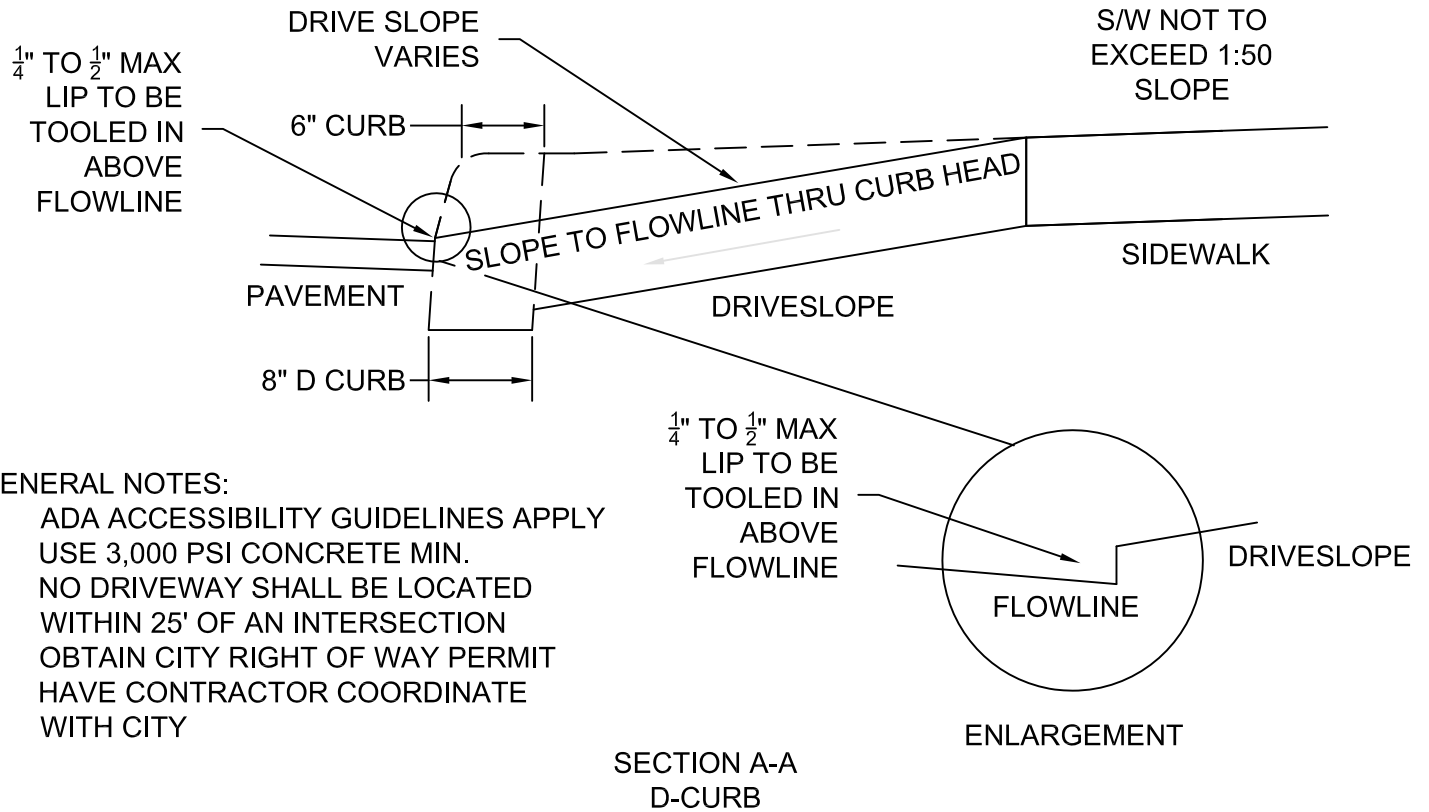 DRIVE SLOPE
VARIES
S/W NOT TO
EXCEED 1:50
SLOPE
1/4" TO 1/2" MAX
LIP TO BE
TOOLED IN
ABOVE
FLOWLINE
6" CURB
SLOPE TO FLOWLINE THRU CURB HEAD
SIDEWALK
PAVEMENT
DRIVESLOPE
8" D CURB
1/4" TO 1/2" MAX
LIP TO BE
TOOLED IN
ABOVE
FLOWLINE
DRIVESLOPE
FLOWLINE
ENLARGEMENT
ENERAL NOTES:
ADA ACCESSIBILITY GUIDELINES APPLY
USE 3,000 PSI CONCRETE MIN.
NO DRIVEWAY SHALL BE LOCATED
WITHIN 25' OF AN INTERSECTION
OBTAIN CITY RIGHT OF WAY PERMIT
HAVE CONTRACTOR COORDINATE
WITH CITY
SECTION A-A
D-CURB